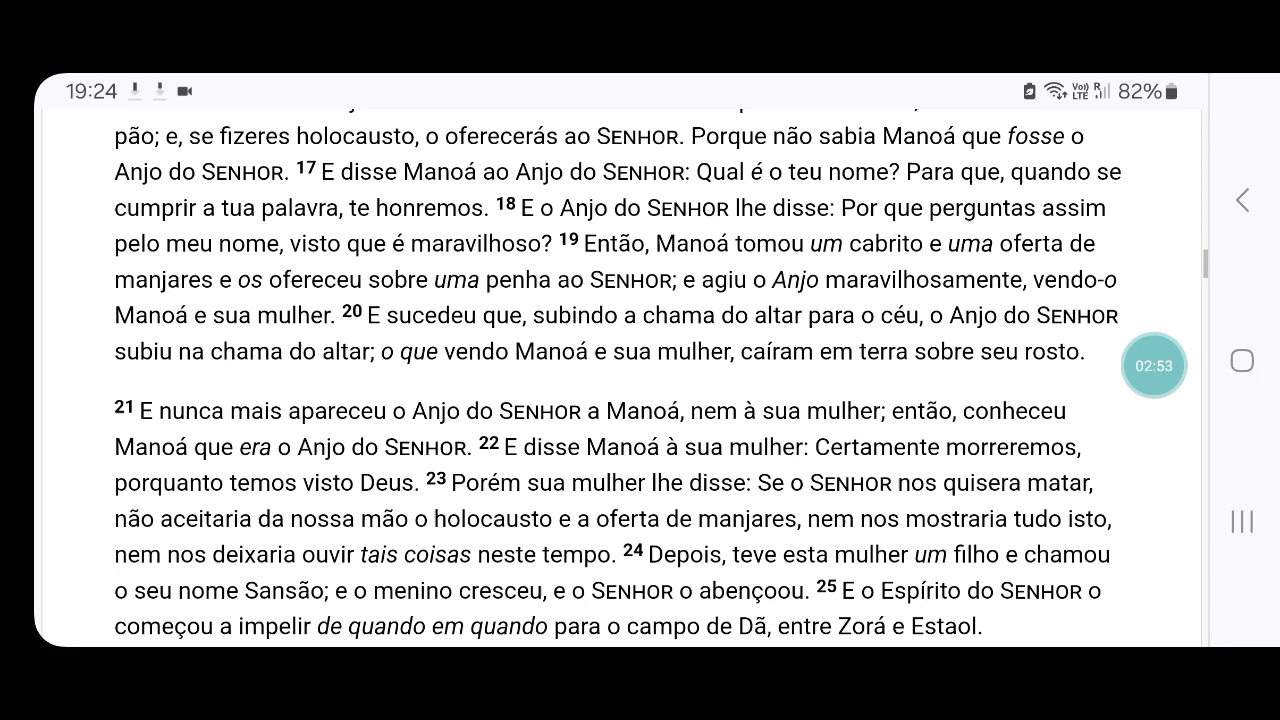 19:24
Vo) LTE R 82%
pão; e, se fizeres holocausto, o oferecerás ao SENHOR. Porque não sabia Manoá que fosse o
Anjo do SENHOR. 17 E disse Manoá ao Anjo do SENHOR: Qual é o teu nome? Para que, quando se
cumprir a tua palavra, te honremos. 18 E o Anjo do SENHOR lhe disse: Por que perguntas assim
pelo meu nome, visto que é maravilhoso? 19 Então, Manoá tomou um cabrito e uma oferta de
manjares e os ofereceu sobre uma penha ao SENHOR; e agiu o Anjo maravilhosamente, vendo-o
Manoá e sua mulher. 20 E sucedeu que, subindo a chama do altar para o céu, o Anjo do SENHOR
subiu na chama do altar; o que vendo Manoá e sua mulher, caíram em terra sobre seu rosto.
02:53
21 E nunca mais apareceu o Anjo do SENHOR a Manoá, nem à sua mulher; então, conheceu
Manoá que era o Anjo do SENHOR. 22 E disse Manoá à sua mulher: Certamente morreremos,
porquanto temos visto Deus. 23 Porém sua mulher lhe disse: Se o SENHOR nos quisera matar,
não aceitaria da nossa mão o holocausto e a oferta de manjares, nem nos mostraria tudo isto,
nem nos deixaria ouvir tais coisas neste tempo. 24 Depois, teve esta mulher um filho e chamou
o seu nome Sansão; e o menino cresceu, e o SENHOR o abençoou. 25 E o Espírito do SENHOR o
começou a impelir de quando em quando para o campo de Dã, entre Zorá e Estaol.